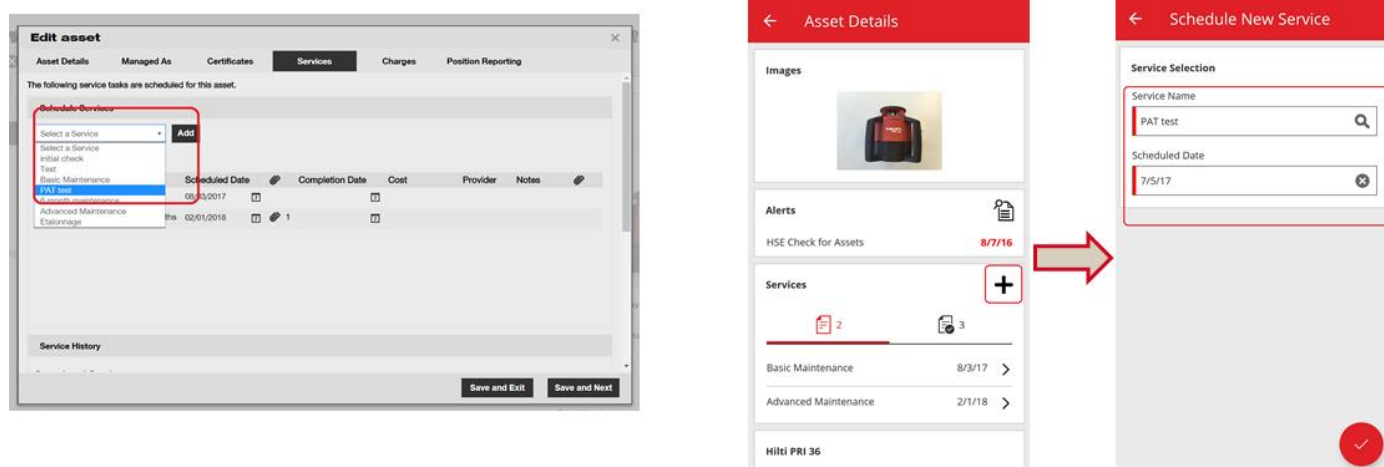 Edit asset
Asset Details Managed As Certificates Services Charges Position Reporting
The following service tasks are scheduled for this asset.
Schedule Services
Select a Service Add
Select a Service
initial check
Test
Basic Maintenance
PAT test
6 month maintenance
Advanced Maintenance
Etalonnage
Scheduled Date Completion Date Cost Provider Notes
08/03/2017
ths 02/01/2018 1
Service History
Save and Exit Save and Next
Asset Details
Images
Alerts
HSE Check for Assets 8/7/16
Services
2 3
Basic Maintenance 8/3/17
Advanced Maintenance 2/1/18
Hilti PRI 36
Schedule New Service
Service Selection
Service Name
PAT test
Scheduled Date
7/5/17